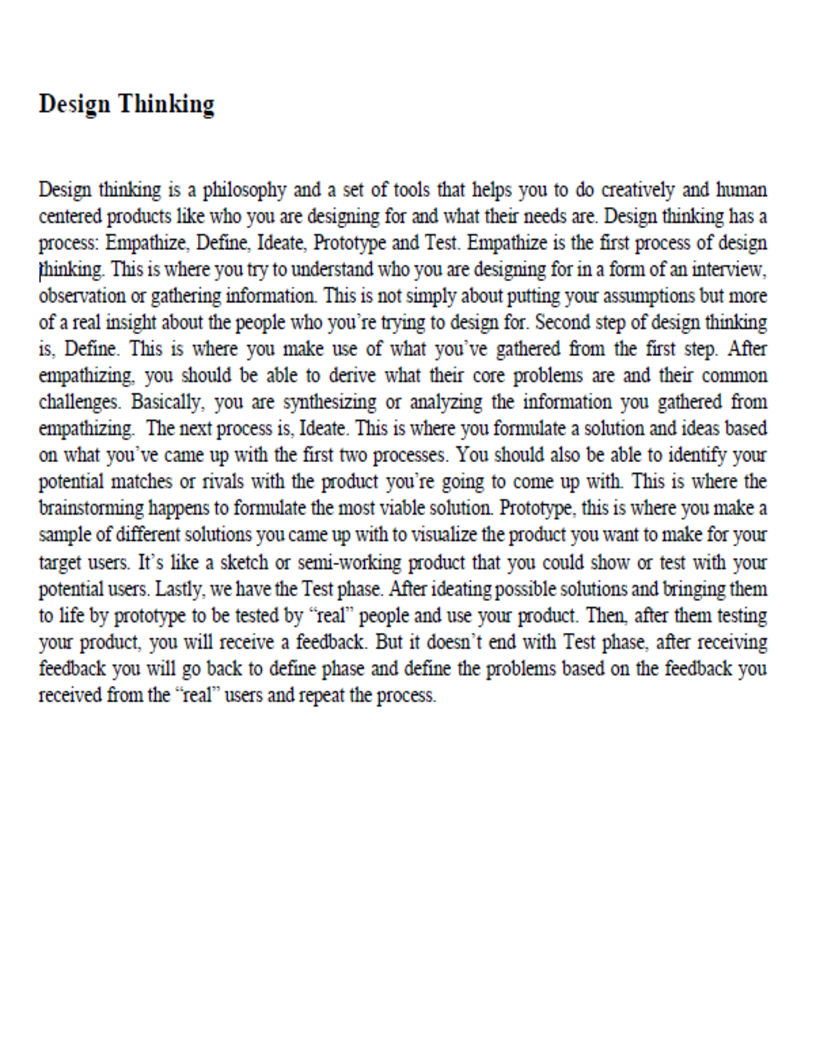 Design Thinking
Design thinking is a philosophy and a set of tools that helps you to do creatively and human
centered products like who you are designing for and what their needs are. Design thinking has a
process: Empathize, Define, Ideate, Prototype and Test. Empathize is the first process of design
thinking. This is where you try to understand who you are designing for in a form of an interview,
observation or gathering information. This is not simply about putting your assumptions but more
of a real insight about the people who you’re trying to design for. Second step of design thinking
is, Define. This is where you make use of what you’ve gathered from the first step. After
empathizing, you should be able to derive what their core problems are and their common
challenges. Basically, you are synthesizing or analyzing the information you gathered from
empathizing.  The next process is, Ideate. This is where you formulate a solution and ideas based
on what you’ve came up with the first two processes. You should also be able to identify your
potential matches or rivals with the product you’re going to come up with. This is where the
brainstorming happens to formulate the most viable solution. Prototype, this is where you make a
sample of different solutions you came up with to visualize the product you want to make for your
target users. It’s like a sketch or semi-working product that you could show or test with your
potential users. Lastly, we have the Test phase. After ideating possible solutions and bringing them
to life by prototype to be tested by “real” people and use your product. Then, after them testing
your product, you will receive a feedback. But it doesn’t end with Test phase, after receiving
feedback you will go back to define phase and define the problems based on the feedback you
received from the “real” users and repeat the process.